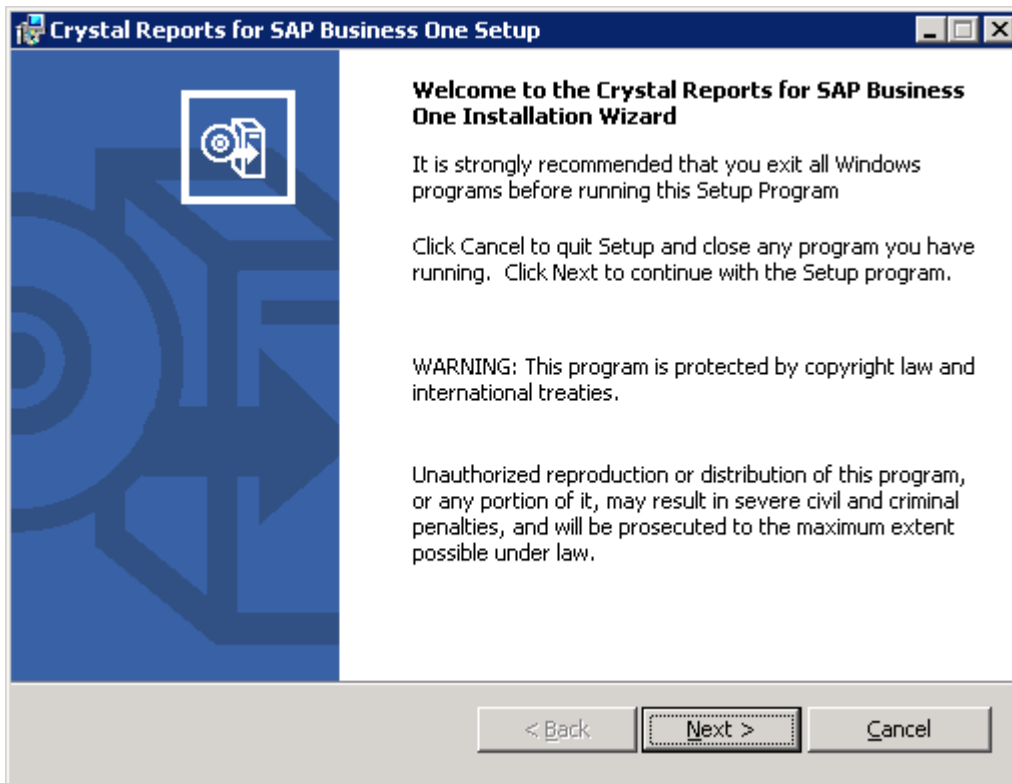 Crystal Reports for SAP Business One Setup
Welcome to the Crystal Reports for SAP Business
One Installation Wizard
It is strongly recommended that you exit all Windows
programs before running this Setup Program
Click Cancel to quit Setup and close any program you have
running.  Click Next to continue with the Setup program.
WARNING: This program is protected by copyright law and
international treaties.
Unauthorized reproduction or distribution of this program,
or any portion of it, may result in severe civil and criminal
penalties, and will be prosecuted to the maximum extent
possible under law.
< Back
Next >
Cancel